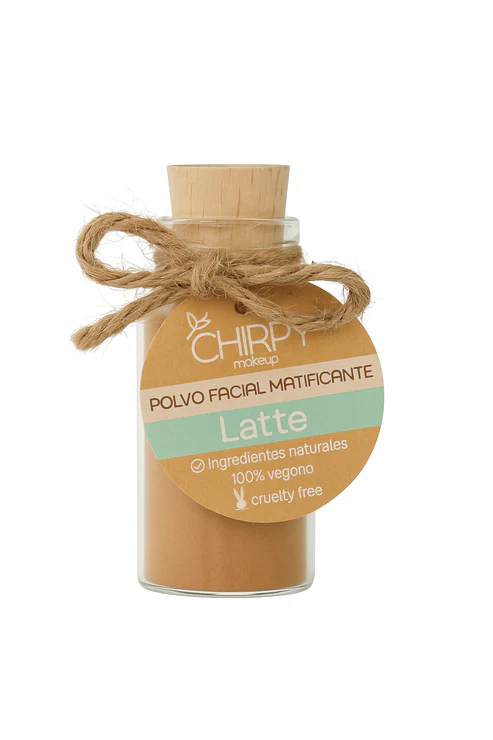 CHIRPY
makeup
POLVO FACIAL MATIFICANTE
Latte
Ingredientes naturales
100% vegono
cruelty free